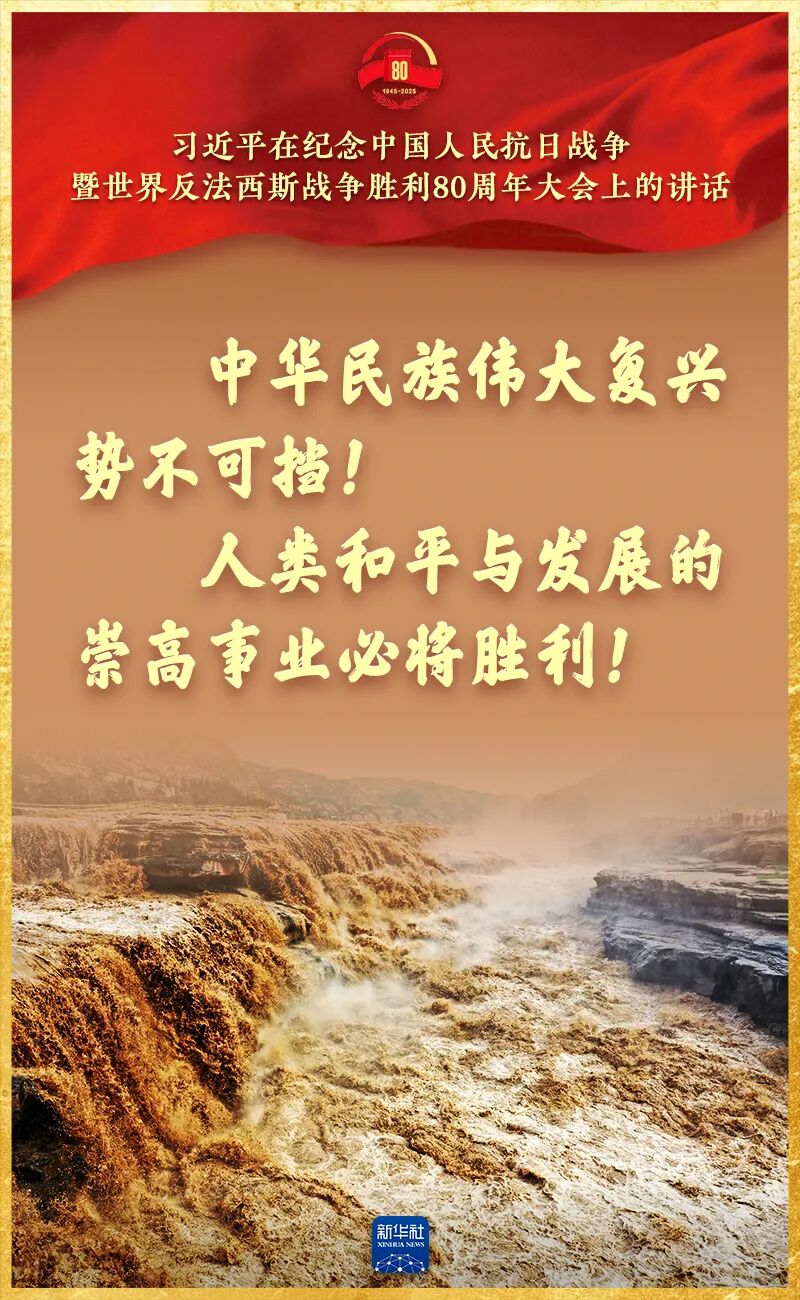 80
1945-2025
习近平在纪念中国人民抗日战争
暨世界反法西斯战争胜利80周年大会上的讲话
中华民族伟大复兴
势不可挡！
人类和平与发展的
崇高事业必将胜利！
新华社
XINHUA NEWS